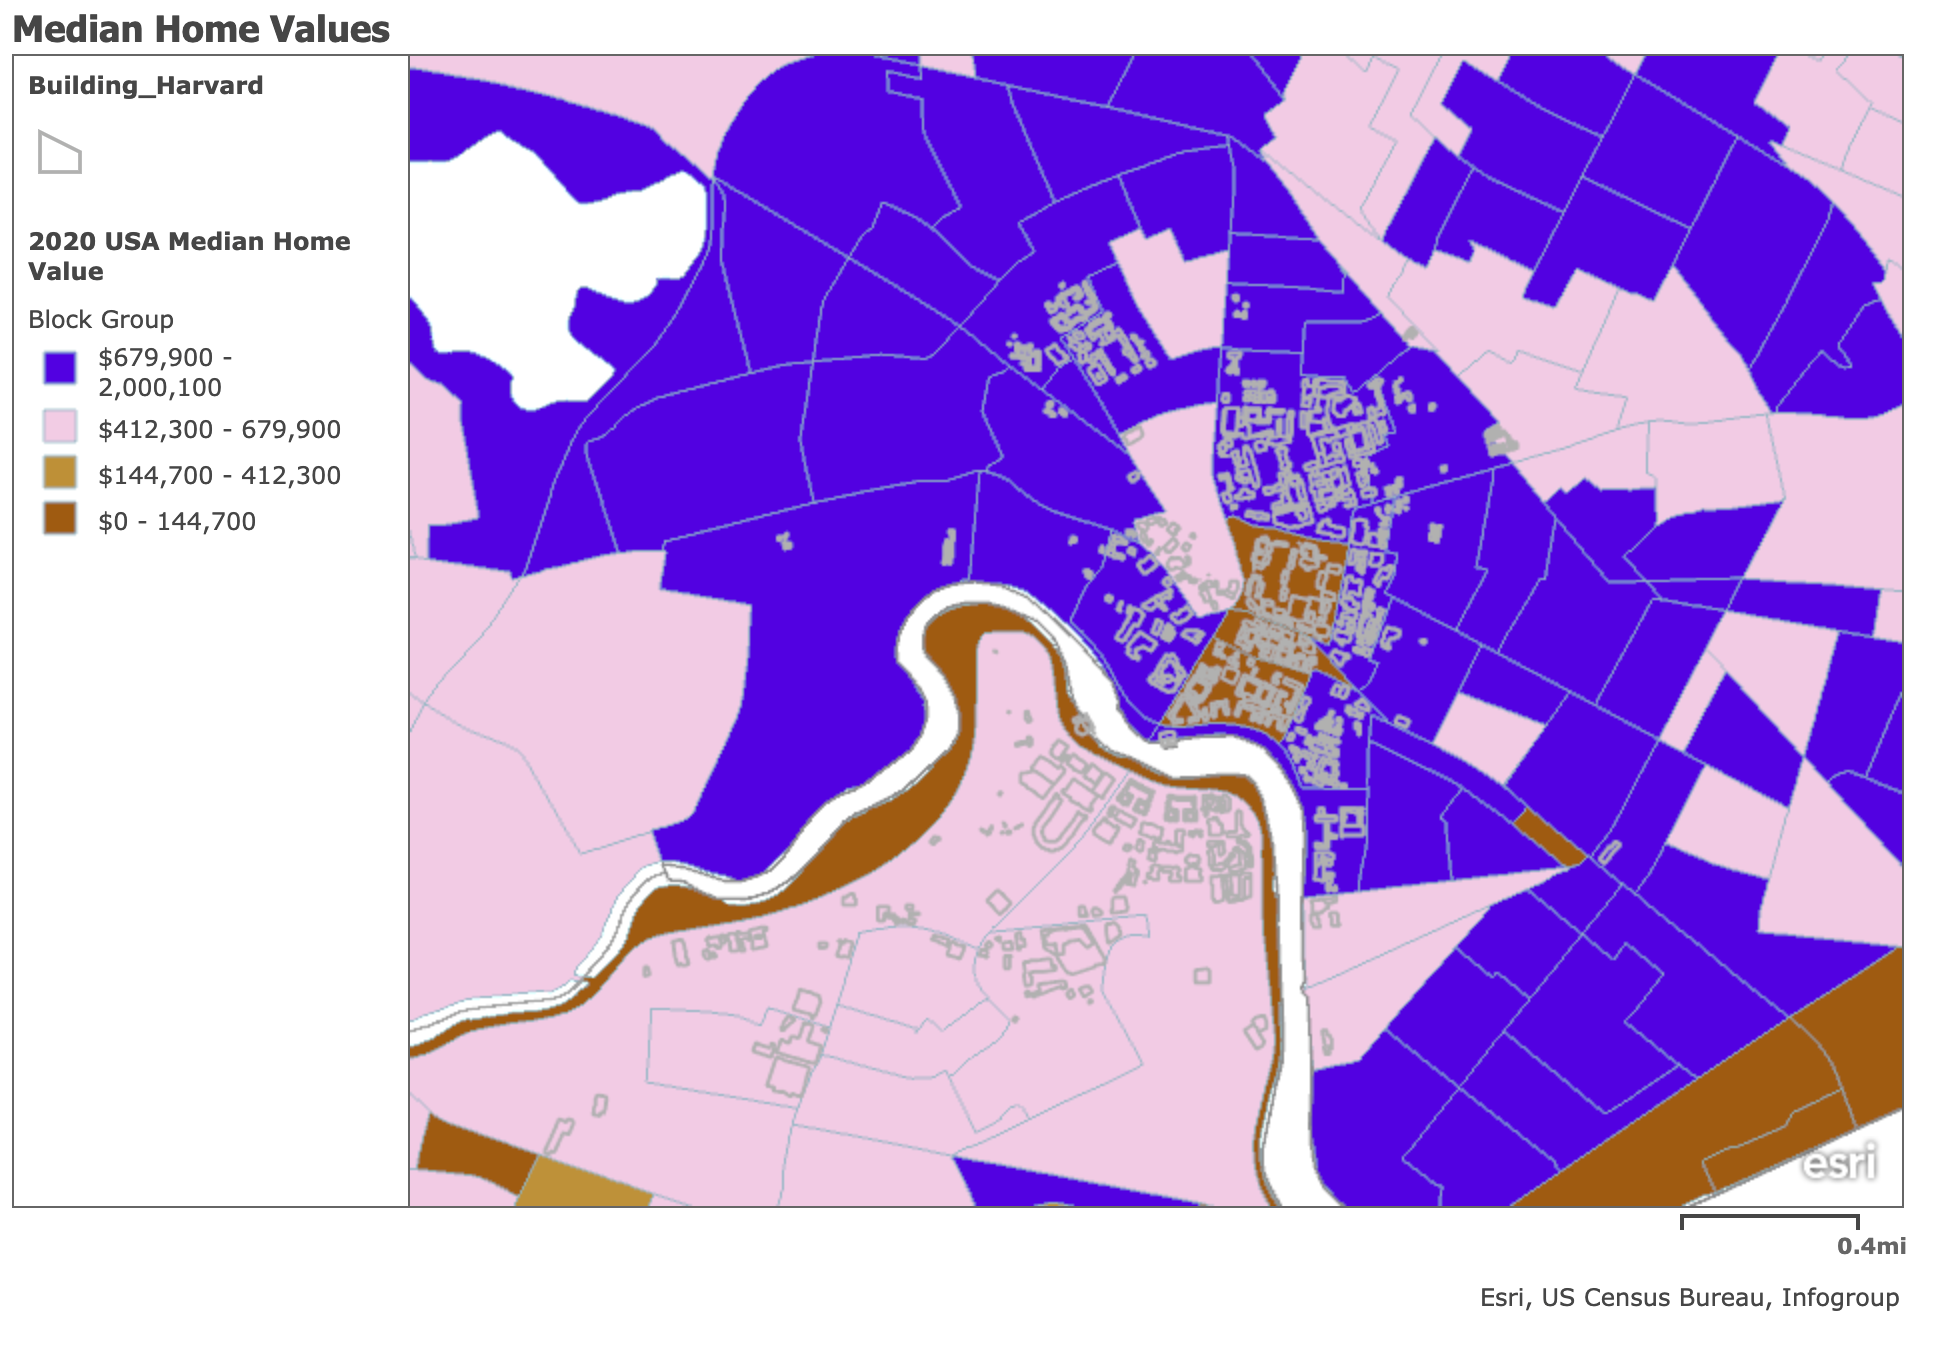 Median Home Values
Building_Harvard
2020 USA Median Home
Value
Block Group
$679,900 -
2,000,100
$412,300 - 679,900
$144,700 - 412,300
$0 - 144,700
esri
0.4mi
Esri, US Census Bureau, Infogroup